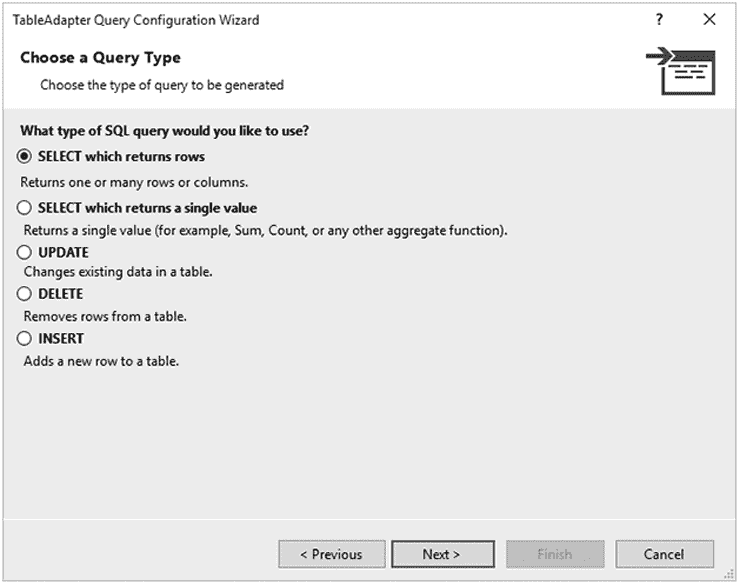 TableAdapter Query Configuration Wizard
?
Choose a Query Type
Choose the type of query to be generated
What type of SQL query would you like to use?
SELECT which returns rows
Returns one or many rows or columns.
SELECT which returns a single value
Returns a single value (for example, Sum, Count, or any other aggregate function).
UPDATE
Changes existing data in a table.
DELETE
Removes rows from a table.
INSERT
Adds a new row to a table.
< Previous
Next >
Finish
Cancel